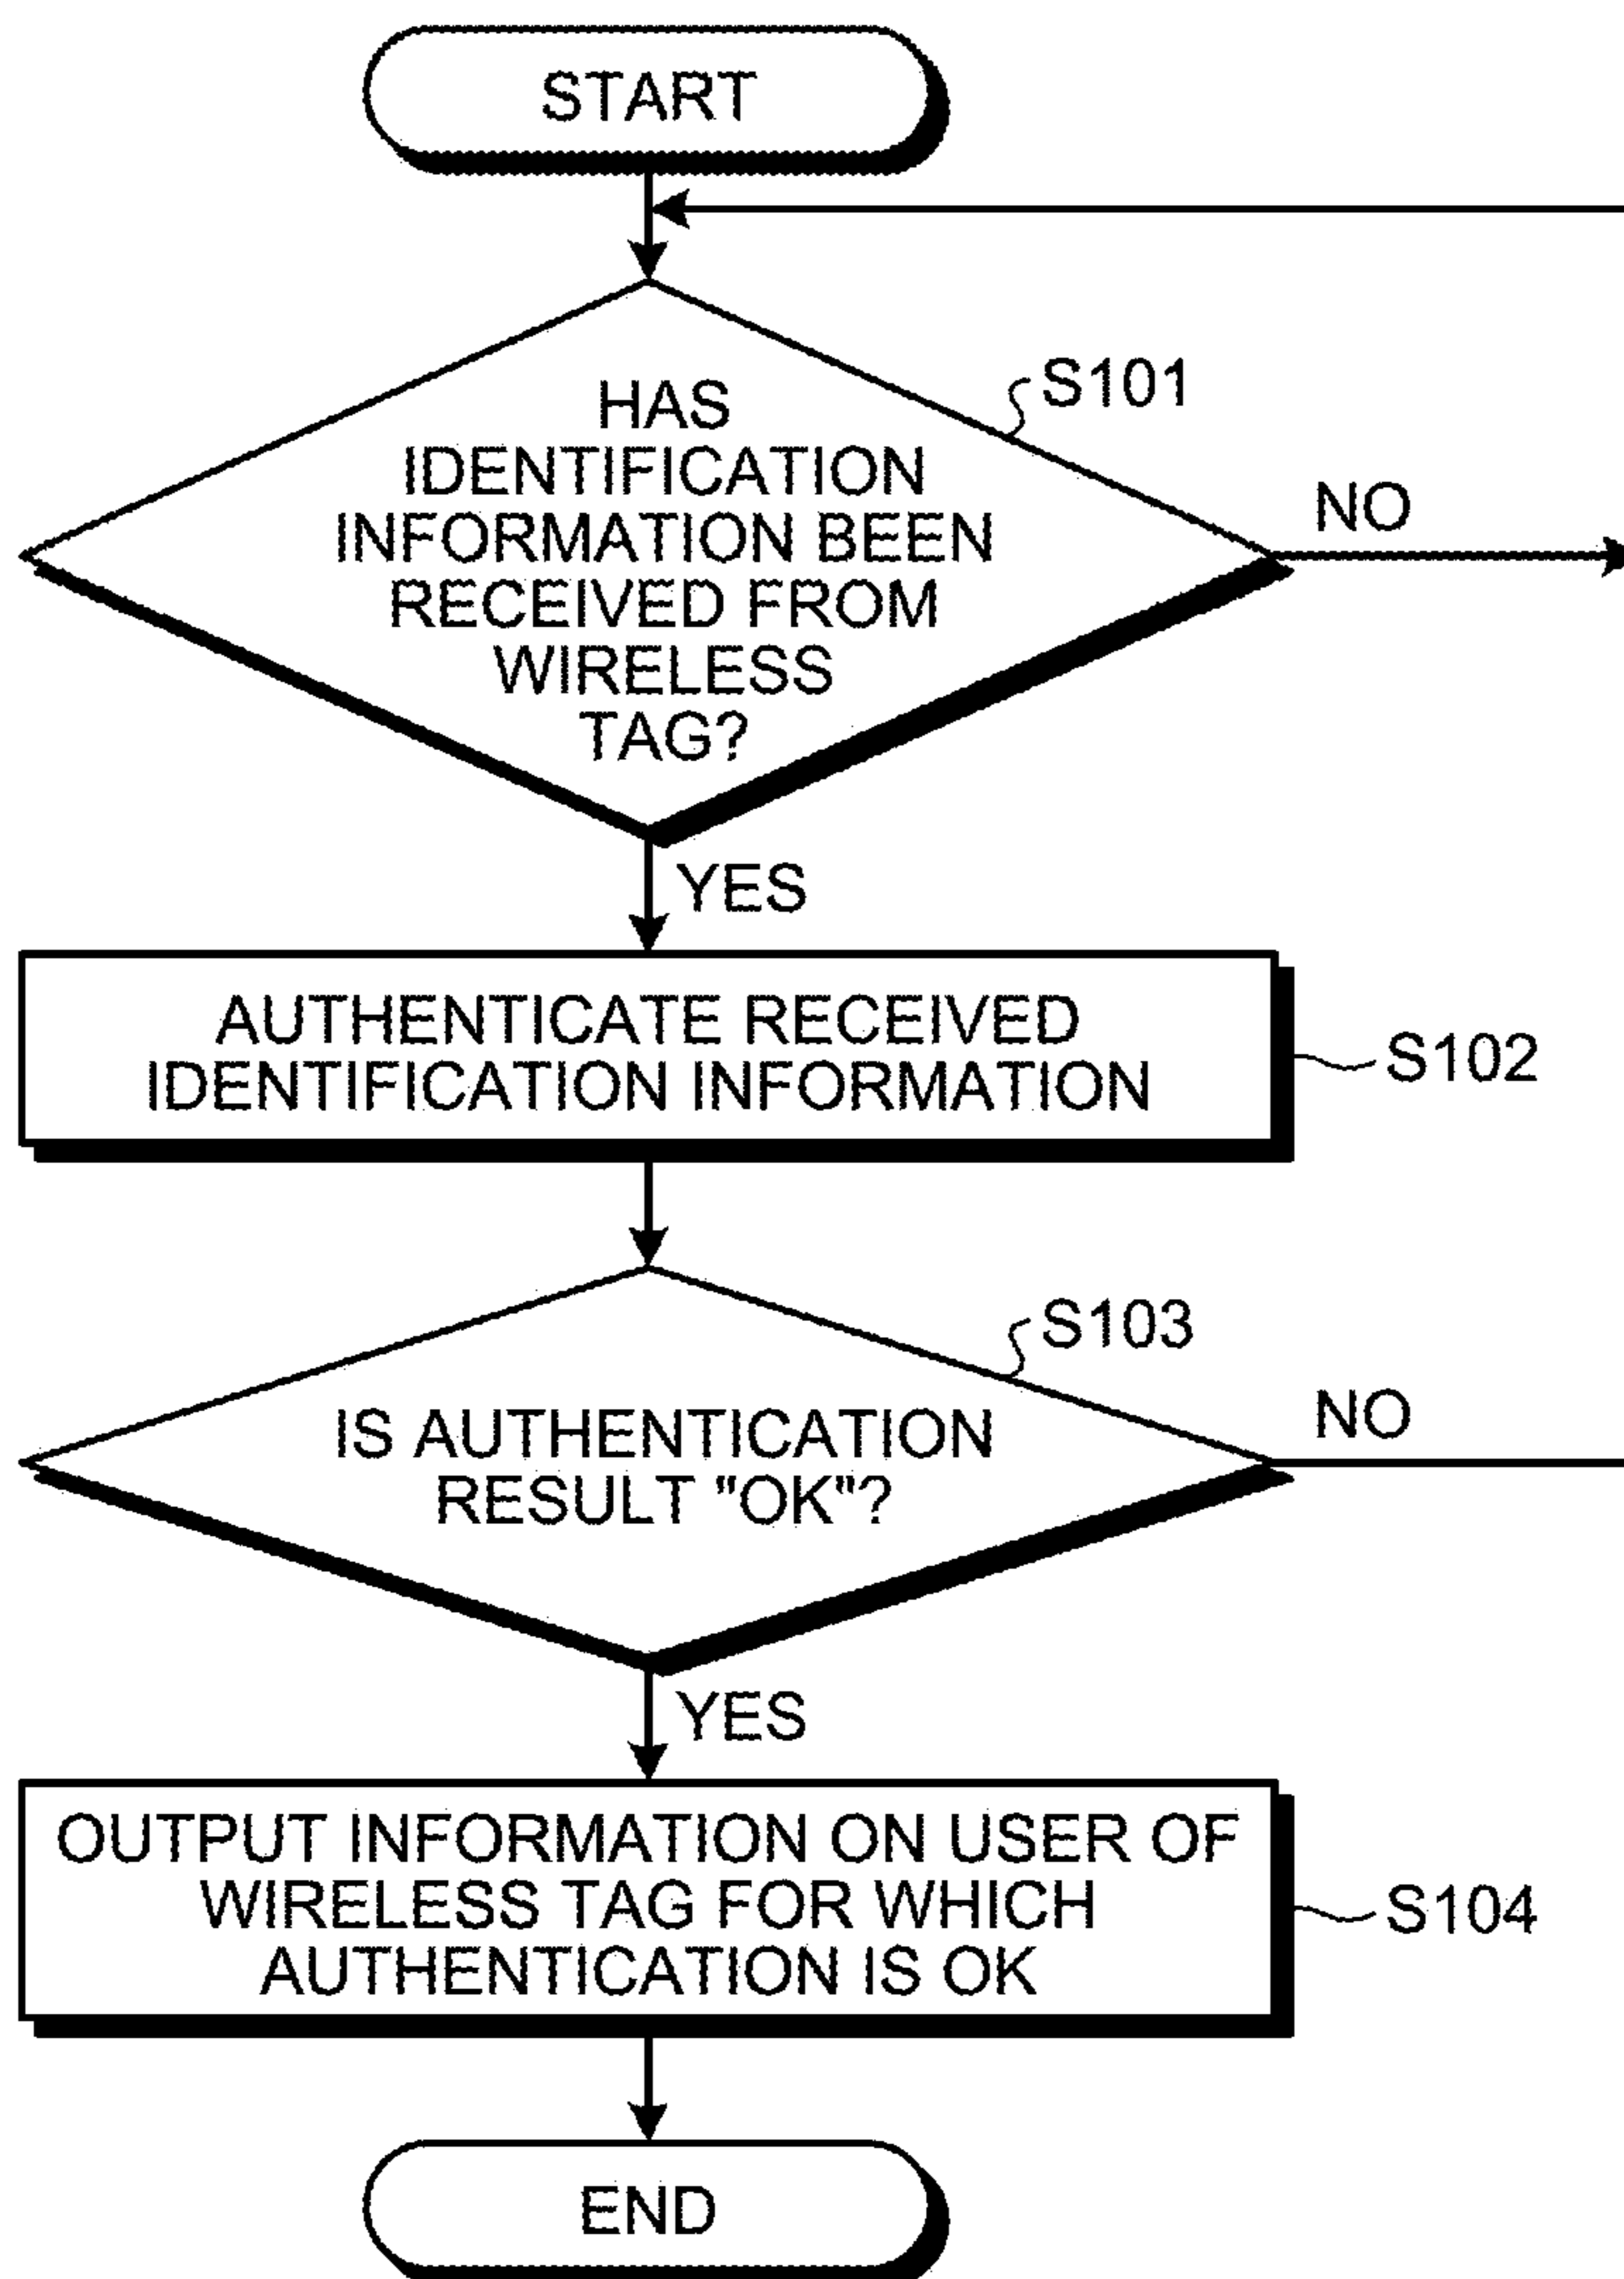 START
HAS
IDENTIFICATION
INFORMATION BEEN
RECEIVED FROM
WIRELESS
TAG?
S101
NO
YES
AUTHENTICATE RECEIVED
IDENTIFICATION INFORMATION
S102
IS AUTHENTICATION
RESULT "OK"?
S103
NO
YES
OUTPUT INFORMATION ON USER OF
WIRELESS TAG FOR WHICH
AUTHENTICATION IS OK
S104
END